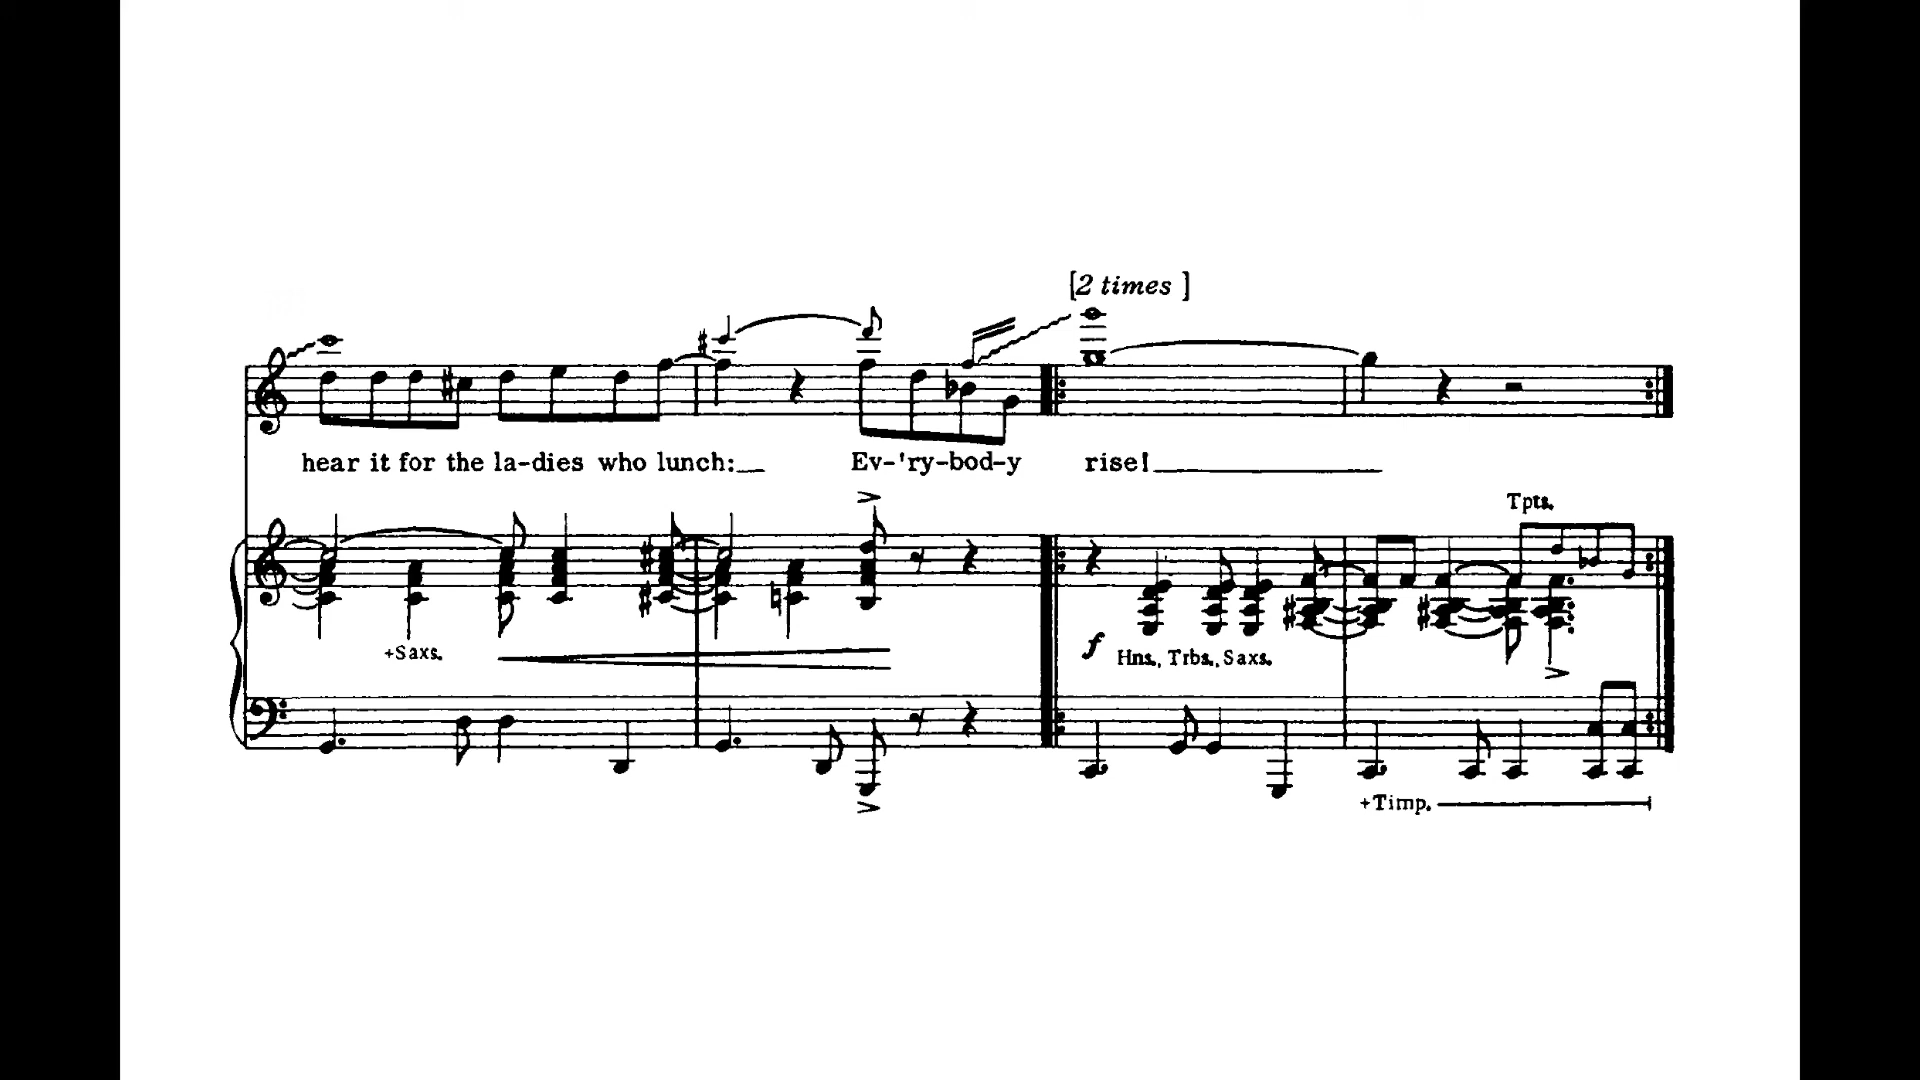 [2 times ]
hear it for the la-dies who lunch:_ Ev-'ry-bod-y rise!_
Tpts.
+Saxs.
f Hns., Trbs., Saxs.
+Timp.